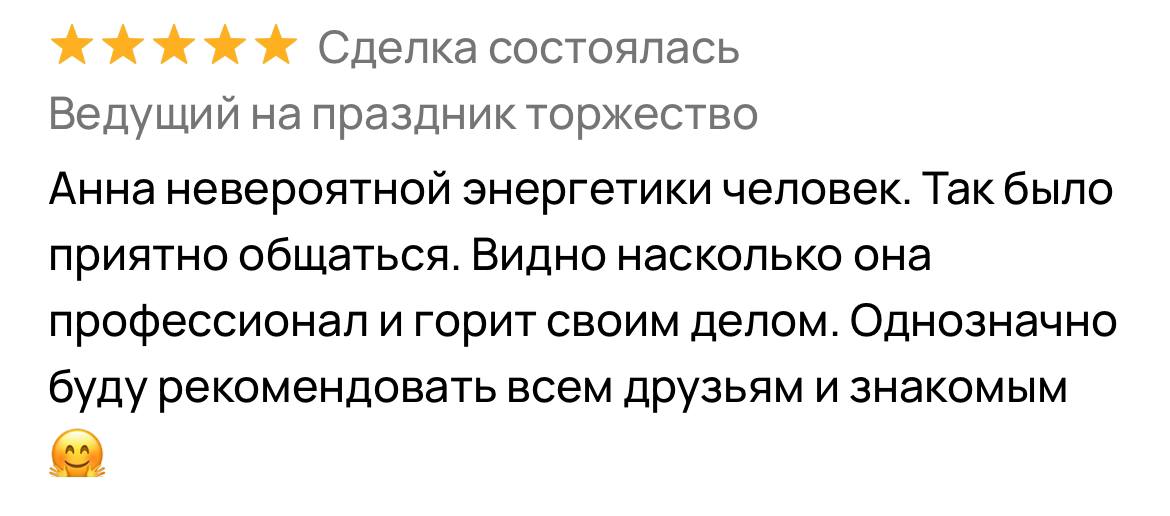 ★★★★★ Сделка состоялась
Ведущий на праздник торжество
Анна невероятной энергетики человек. Так было
приятно общаться. Видно насколько она
профессионал и горит своим делом. Однозначно
буду рекомендовать всем друзьям и знакомым
🤗